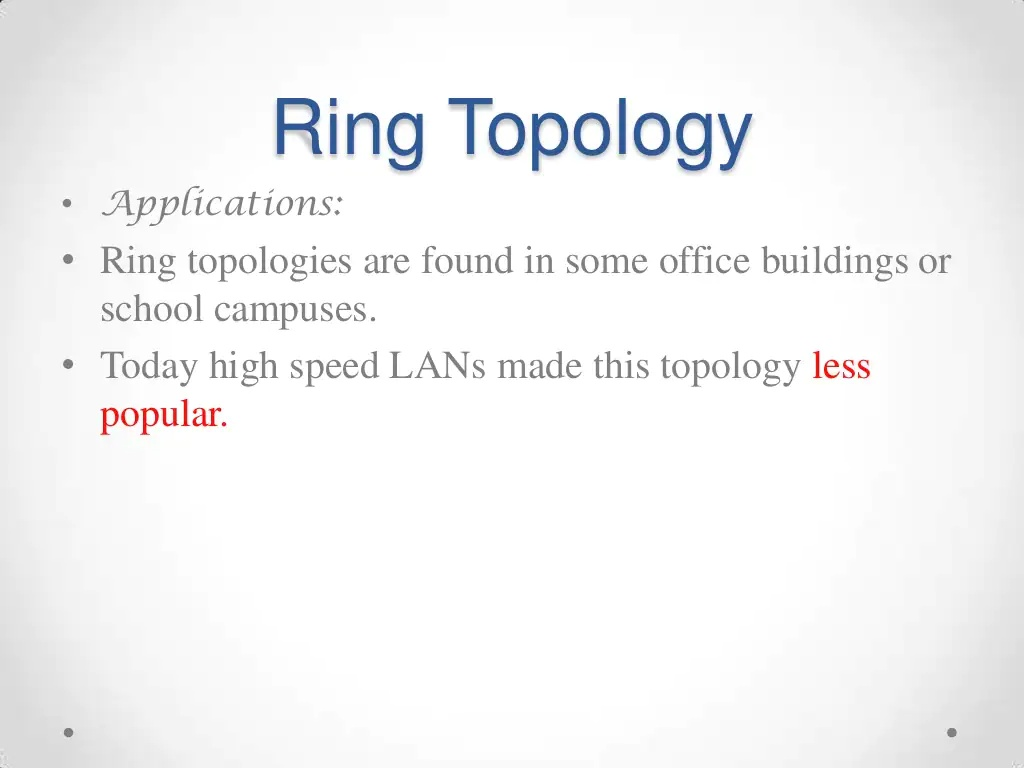 Ring Topology
• Applications:
• Ring topologies are found in some office buildings or
school campuses.
• Today high speed LANs made this topology less
popular.